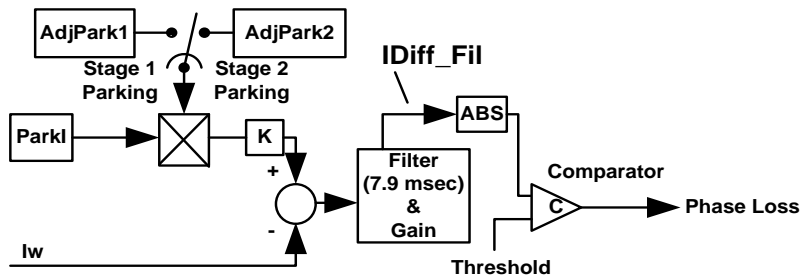 AdjPark1
AdjPark2
Stage 1
Parking
Stage 2
Parking
IDiff_Fil
ParkI
K
ABS
+
-
Filter
(7.9 msec)
&
Gain
Comparator
C
Phase Loss
Iw
Threshold